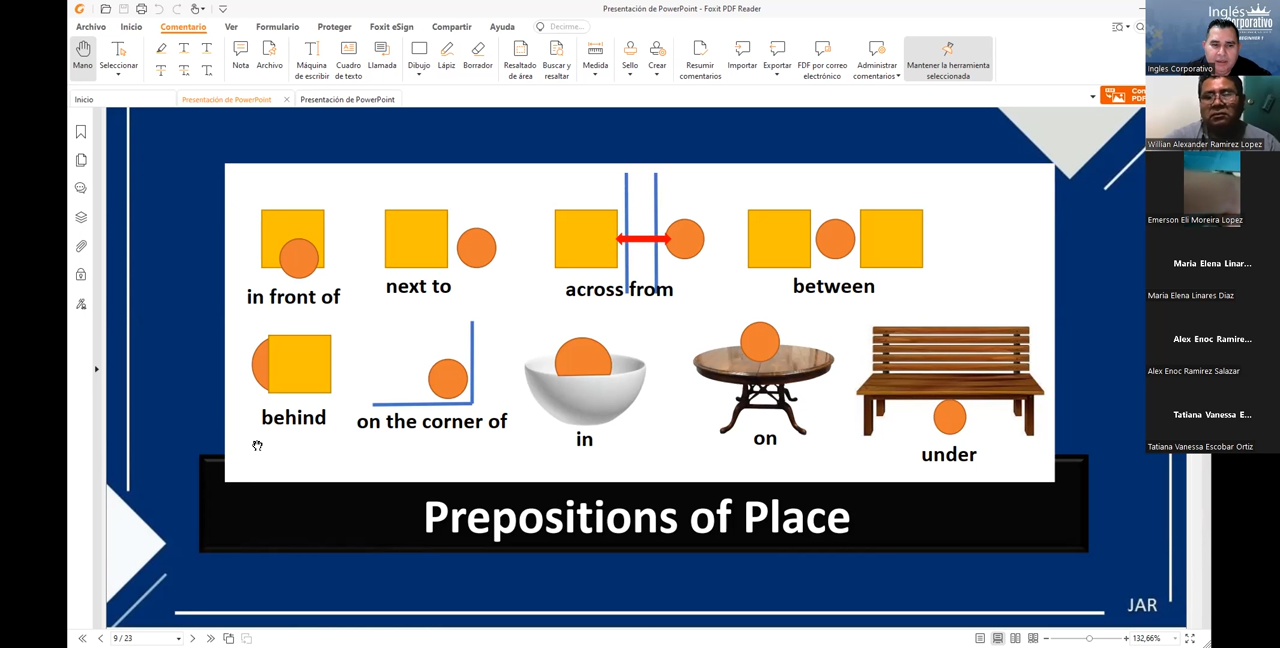 Presentación de PowerPoint - Foxit PDF Reader
Archivo Inicio Comentario Ver Formulario Proteger Foxit eSign Compartir Ayuda Decirme...
Mano Seleccionar Nota Archivo Máquina de escribir Cuadro de texto Llamada Dibujo Lápiz Borrador Resaltado de área Buscar y resaltar Medida Sello Crear Resumir comentarios Importar Exportar PDF por correo electrónico Administrar comentarios Mantener la herramienta seleccionada
Inicio Presentación de PowerPoint Presentación de PowerPoint
in front of next to across from between
behind on the corner of in on under
Prepositions of Place
JAR
9 / 23 132,66%
Inglés
Corporativo
Ingles Corporativo
Willian Alexander Ramirez Lopez
Emerson Eli Moreira Lopez
Maria Elena Linar...
Maria Elena Linares Diaz
Alex Enoc Ramire...
Alex Enoc Ramirez Salazar
Tatiana Vanessa E...
Tatiana Vanessa Escobar Ortiz